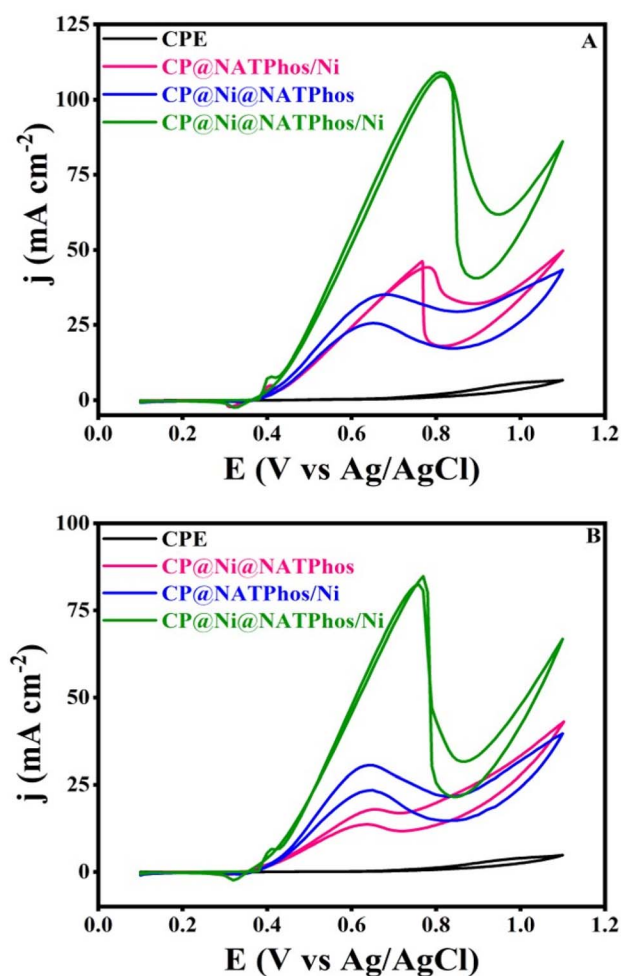 A
CPE
CP@NATPhos/Ni
CP@Ni@NATPhos
CP@Ni@NATPhos/Ni
125
100
75
50
25
0
j (mA cm⁻²)
0.0 0.2 0.4 0.6 0.8 1.0 1.2
E (V vs Ag/AgCl)
B
CPE
CP@Ni@NATPhos
CP@NATPhos/Ni
CP@Ni@NATPhos/Ni
100
75
50
25
0
j (mA cm⁻²)
0.0 0.2 0.4 0.6 0.8 1.0 1.2
E (V vs Ag/AgCl)